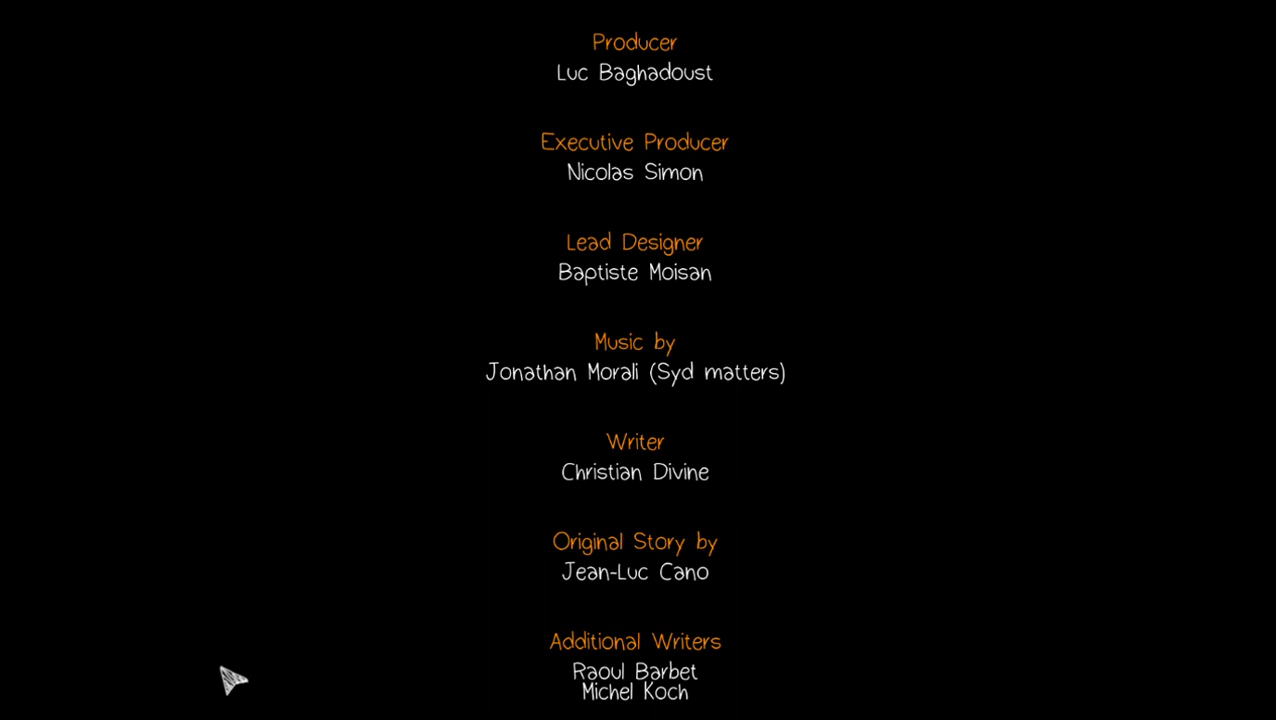 Producer
Luc Baghadoust
Executive Producer
Nicolas Simon
Lead Designer
Baptiste Moisan
Music by
Jonathan Morali (Syd matters)
Writer
Christian Divine
Original Story by
Jean-Luc Cano
Additional Writers
Raoul Barbet
Michel Koch